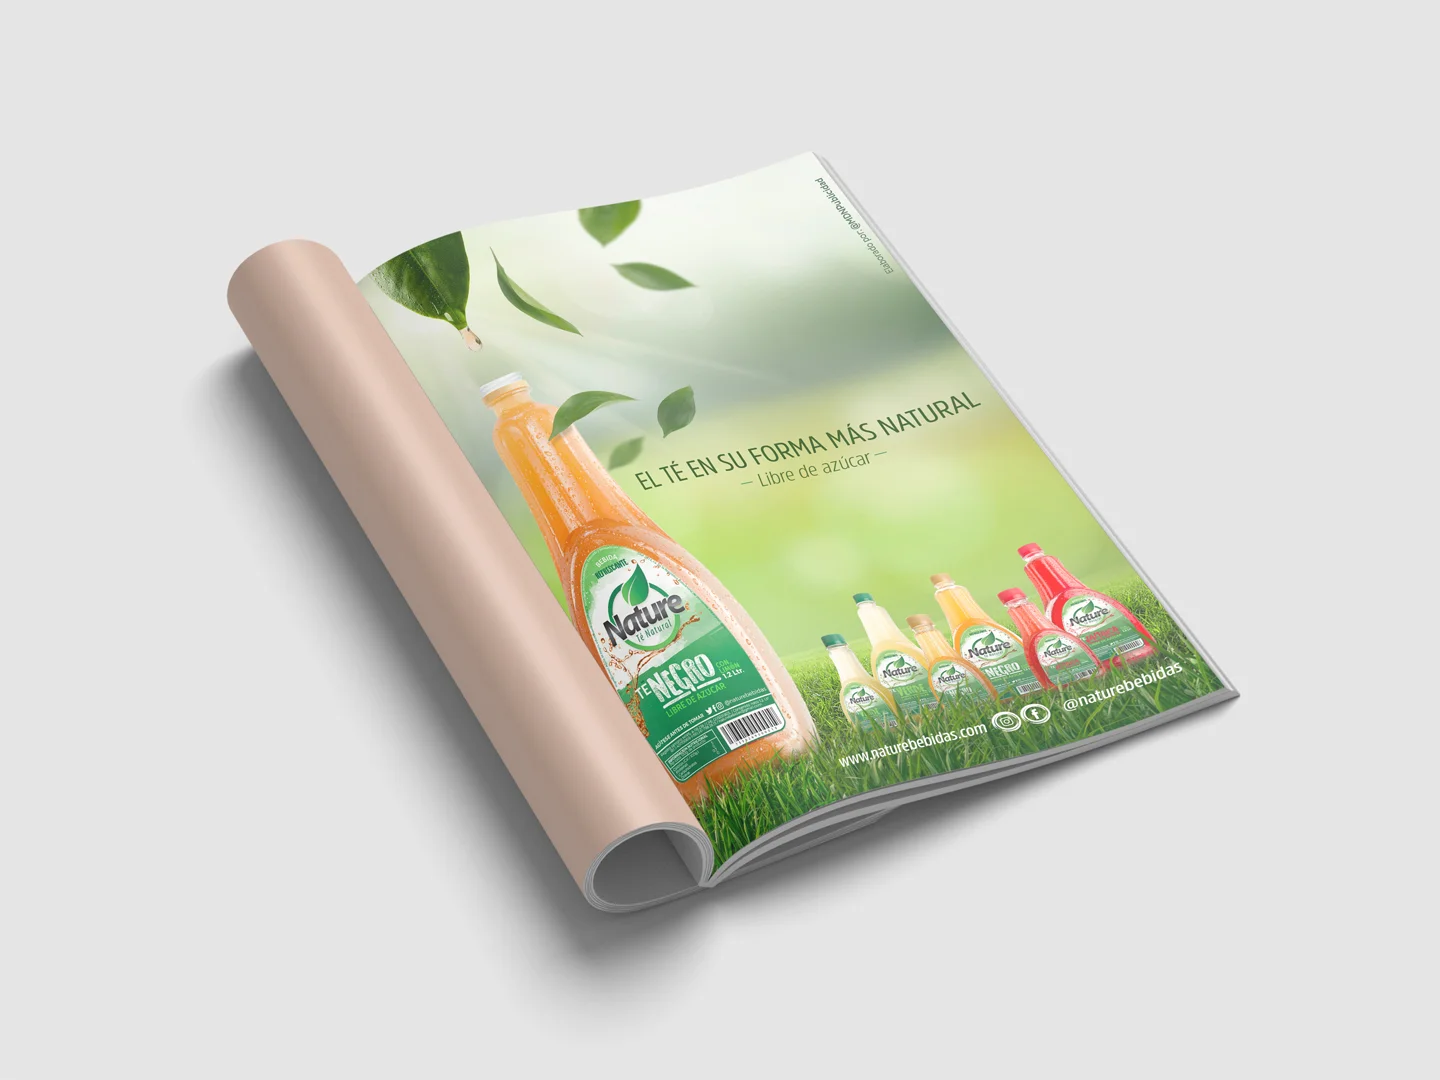 Elaborado por: @MDNPublicidad
EL TÉ EN SU FORMA MÁS NATURAL
— Libre de azúcar —
BEBIDA
REFRESCANTE
Nature
Té Natural
TÉ NEGRO
CON
LIMÓN
1.2 Ltr.
LIBRE DE AZÚCAR
AGÍTESE ANTES DE TOMAR
@naturebebidas
Nature
Nature
VERDE
Nature
Nature
NEGRO
Nature
Nature
www.naturebebidas.com
@naturebebidas